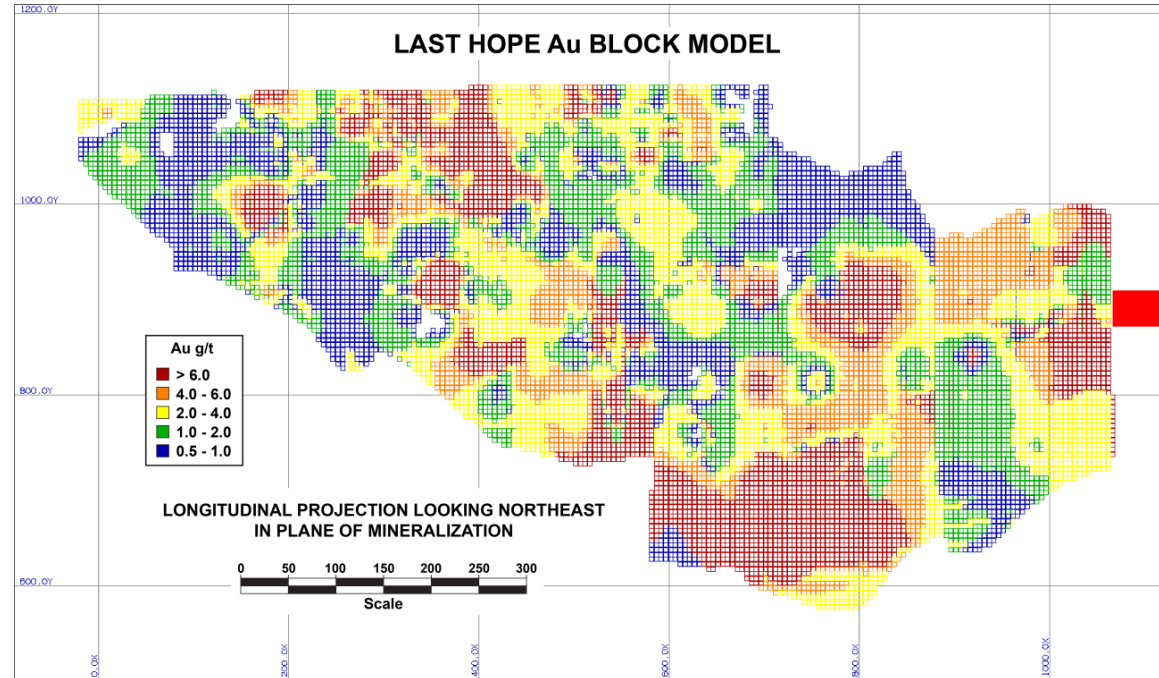 1200.0Y
LAST HOPE Au BLOCK MODEL
1000.0Y
Au g/t
> 6.0
4.0 - 6.0
2.0 - 4.0
1.0 - 2.0
0.5 - 1.0
800.0Y
LONGITUDINAL PROJECTION LOOKING NORTHEAST
IN PLANE OF MINERALIZATION
0 50 100 150 200 250 300
Scale
600.0Y
0.0X 200.0X 400.0X 600.0X 800.0X 1000.0X